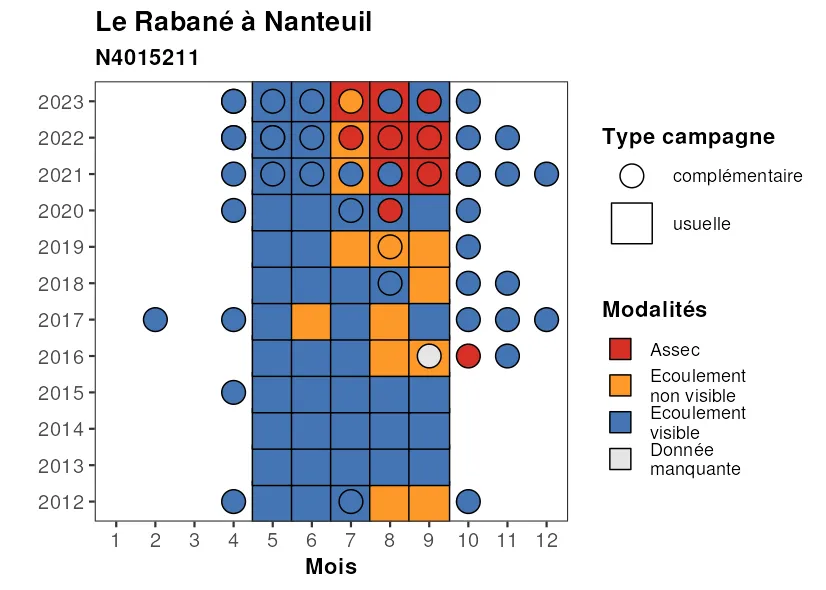 Le Rabané à Nanteuil
N4015211
2023
2022
2021
2020
2019
2018
2017
2016
2015
2014
2013
2012
1 2 3 4 5 6 7 8 9 10 11 12
Mois
Type campagne
complémentaire
usuelle
Modalités
Assec
Ecoulement
non visible
Ecoulement
visible
Donnée
manquante